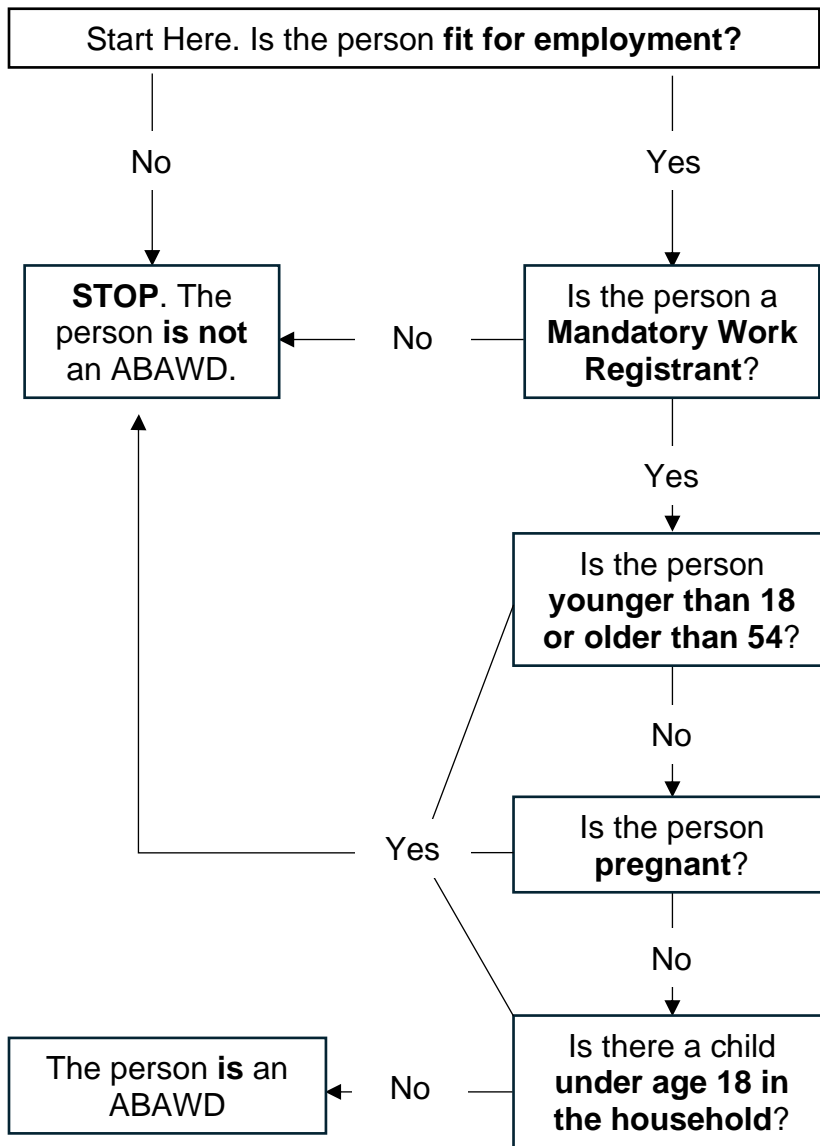 Start Here. Is the person fit for employment?
No
Yes
STOP. The
person is not
an ABAWD.
No
Is the person a
Mandatory Work
Registrant?
Yes
Is the person
younger than 18
or older than 54?
No
Yes
Is the person
pregnant?
No
The person is an
ABAWD
No
Is there a child
under age 18 in
the household?